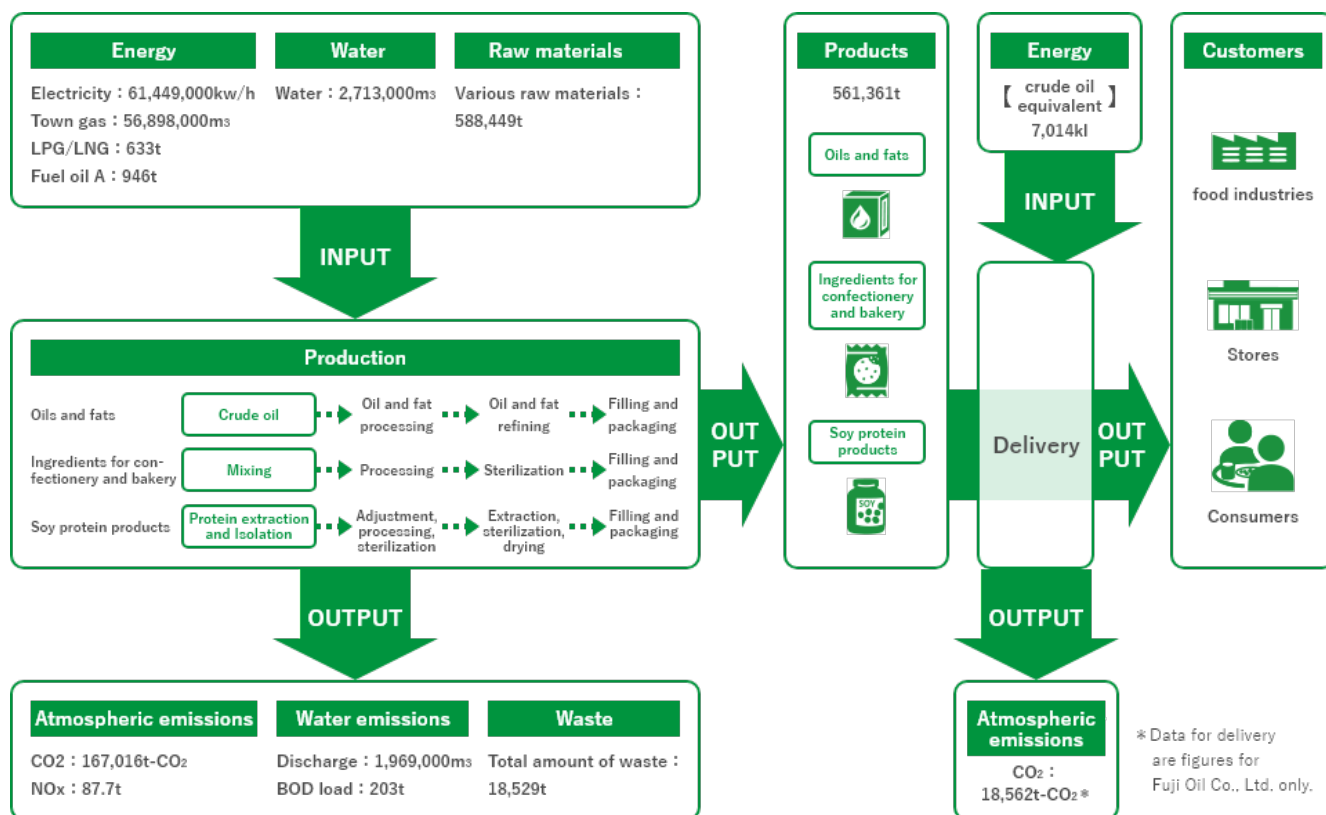 Energy
Electricity：61,449,000kw/h
Town gas：56,898,000m3
LPG/LNG：633t
Fuel oil A：946t
Water
Water：2,713,000m3
Raw materials
Various raw materials：
588,449t
INPUT
Production
Oils and fats
Crude oil
Oil and fat
processing
Oil and fat
refining
Filling and
packaging
Ingredients for con-
fectionery and bakery
Mixing
Processing
Sterilization
Filling and
packaging
Soy protein products
Protein extraction
and Isolation
Adjustment,
processing,
sterilization
Extraction,
sterilization,
drying
Filling and
packaging
OUTPUT
Atmospheric emissions
CO2：167,016t-CO₂
NOx：87.7t
Water emissions
Discharge：1,969,000m3
BOD load：203t
Waste
Total amount of waste：
18,529t
OUT
PUT
Products
561,361t
Oils and fats
Ingredients for
confectionery
and bakery
Soy protein
products
SOY
Energy
【 crude oil
equivalent 】
7,014kl
INPUT
Delivery
OUT
PUT
OUTPUT
Atmospheric
emissions
CO₂：
18,562t-CO₂＊
Customers
food industries
Stores
Consumers
＊Data for delivery
are figures for
Fuji Oil Co., Ltd. only.